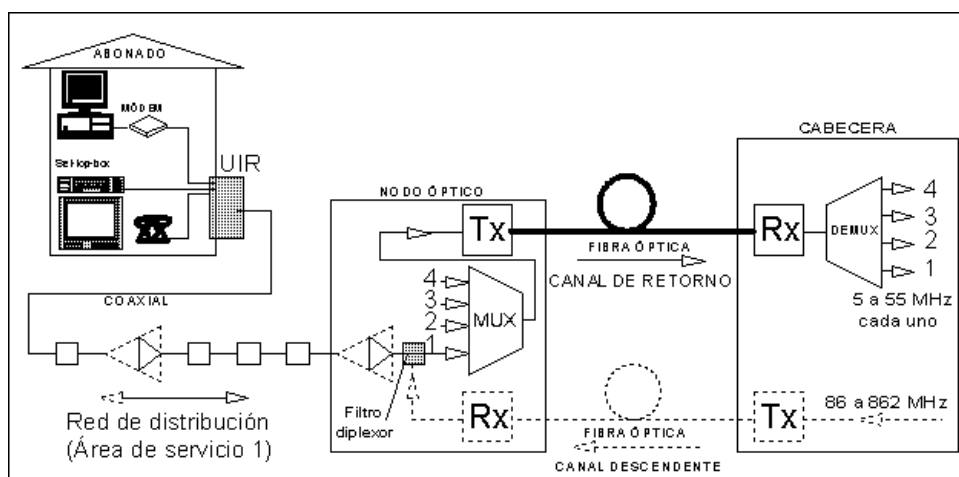 ABONADO
MÓDEM
Set-top-box
UIR
COAXIAL
Red de distribución
(Área de servicio 1)
NODO ÓPTICO
Tx
4
3
2
1
MUX
Filtro
diplexor
Rx
FIBRA ÓPTICA
CANAL DE RETORNO
FIBRA ÓPTICA
CANAL DESCENDENTE
CABECERA
Rx
DEMUX
4
3
2
1
5 a 55 MHz
cada uno
Tx
86 a 862 MHz